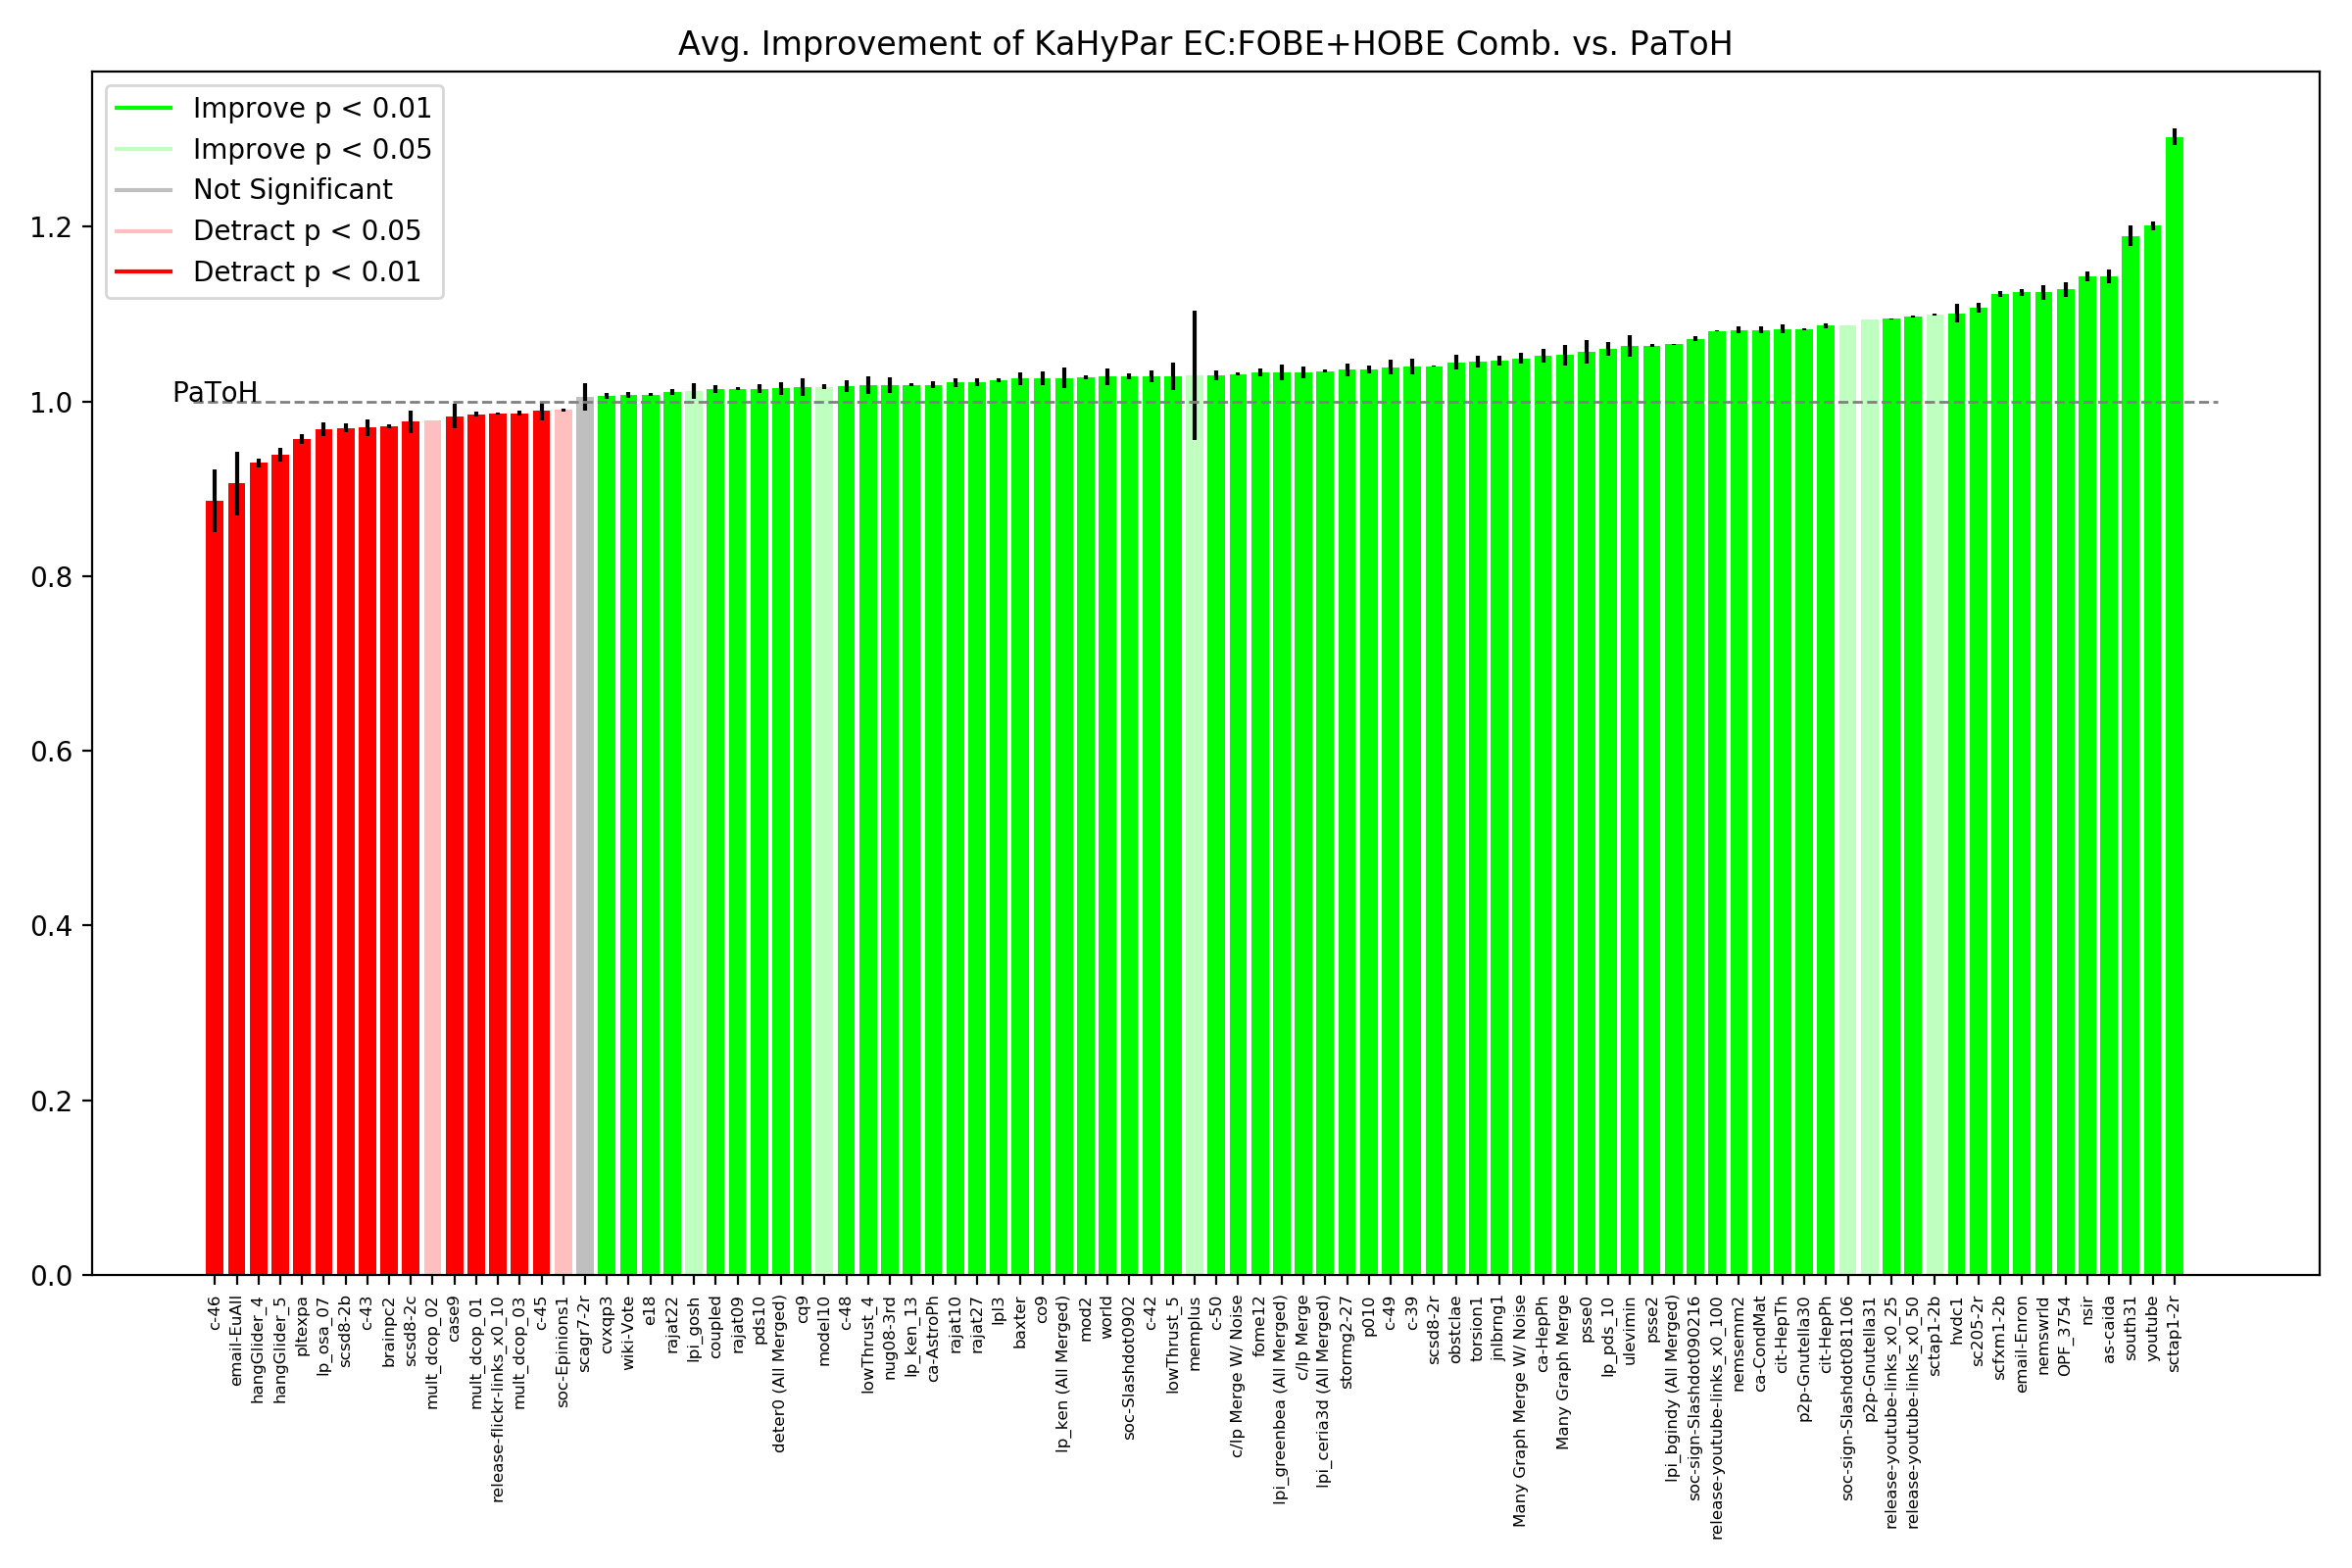 Avg. Improvement of KaHyPar EC:FOBE+HOBE Comb. vs. PaToH
Improve p < 0.01
Improve p < 0.05
Not Significant
Detract p < 0.05
Detract p < 0.01
PaToH
1.2
1.0
0.8
0.6
0.4
0.2
0.0
c-46
email-EuAll
hangGlider_4
hangGlider_5
pltexpa
lp_osa_07
scsd8-2b
c-43
brainpc2
scsd8-2c
mult_dcop_02
case9
mult_dcop_01
release-flickr-links_x0_10
mult_dcop_03
c-45
soc-Epinions1
scagr7-2r
cvxqp3
wiki-Vote
e18
rajat22
lpi_gosh
coupled
rajat09
pds10
deter0 (All Merged)
cq9
model10
c-48
lowThrust_4
nug08-3rd
lp_ken_13
ca-AstroPh
rajat10
rajat27
lpl3
baxter
co9
lp_ken (All Merged)
mod2
world
soc-Slashdot0902
c-42
lowThrust_5
memplus
c-50
c/lp Merge W/ Noise
fome12
lpi_greenbea (All Merged)
c/lp Merge
lpi_ceria3d (All Merged)
stormg2-27
p010
c-49
c-39
scsd8-2r
obstclae
torsion1
jnlbrng1
Many Graph Merge W/ Noise
ca-HepPh
Many Graph Merge
psse0
lp_pds_10
ulevimin
psse2
lpi_bgindy (All Merged)
soc-sign-Slashdot090216
release-youtube-links_x0_100
nemsemm2
ca-CondMat
cit-HepTh
p2p-Gnutella30
cit-HepPh
soc-sign-Slashdot081106
p2p-Gnutella31
release-youtube-links_x0_25
release-youtube-links_x0_50
sctap1-2b
hvdc1
sc205-2r
scfxm1-2b
email-Enron
nemswrld
OPF_3754
nsir
as-caida
south31
youtube
sctap1-2r